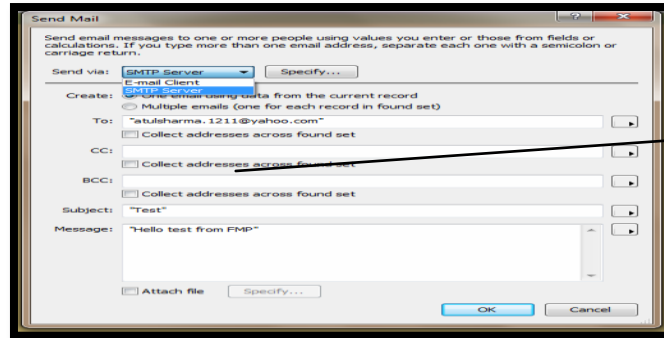 Send Mail
Send email messages to one or more people using values you enter or those from fields or
calculations. If you type more than one email address, separate each one with a semicolon or
carriage return.
Send via: SMTP Server Specify...
E-mail Client
SMTP Server
Create: One email using data from the current record
Multiple emails (one for each record in found set)
To: "atulsharma.1211@yahoo.com"
Collect addresses across found set
CC:
Collect addresses across found set
BCC:
Collect addresses across found set
Subject: "Test"
Message: "Hello test from FMP"
Attach file Specify...
OK Cancel